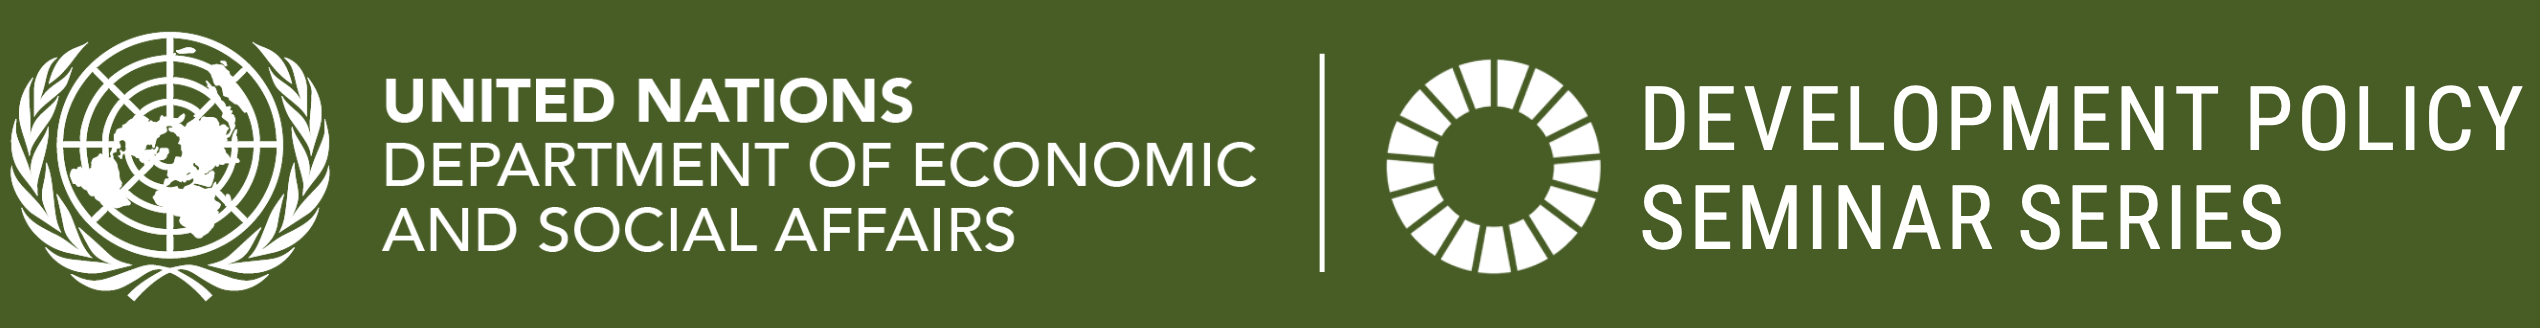 UNITED NATIONS
DEPARTMENT OF ECONOMIC
AND SOCIAL AFFAIRS
DEVELOPMENT POLICY
SEMINAR SERIES